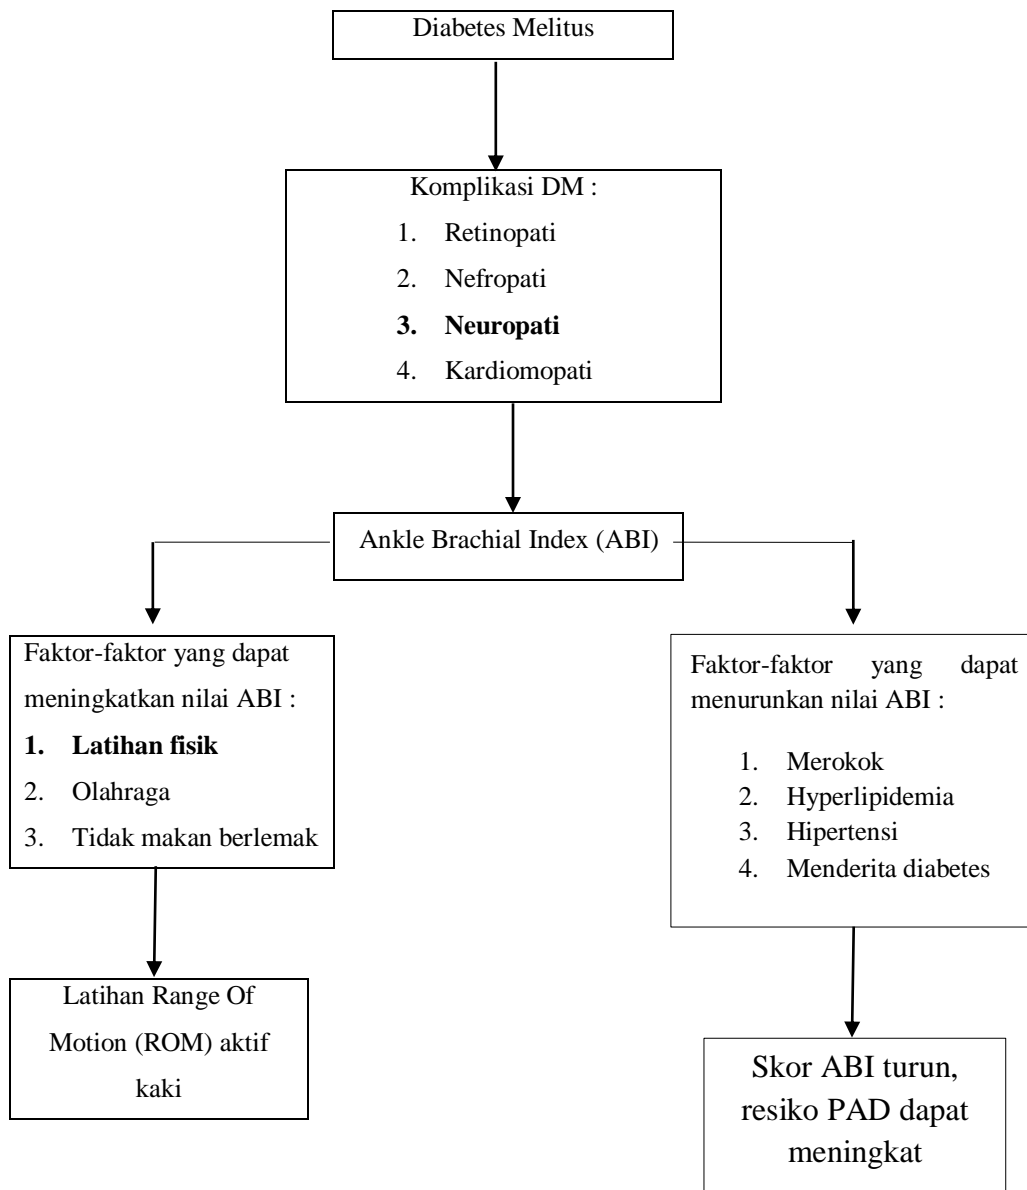 Diabetes Melitus
Komplikasi DM :
1. Retinopati
2. Nefropati
3. Neuropati
4. Kardiomopati
Ankle Brachial Index (ABI)
Faktor-faktor yang dapat
meningkatkan nilai ABI :
1. Latihan fisik
2. Olahraga
3. Tidak makan berlemak
Faktor-faktor yang dapat
menurunkan nilai ABI :
1. Merokok
2. Hyperlipidemia
3. Hipertensi
4. Menderita diabetes
Latihan Range Of
Motion (ROM) aktif
kaki
Skor ABI turun,
resiko PAD dapat
meningkat